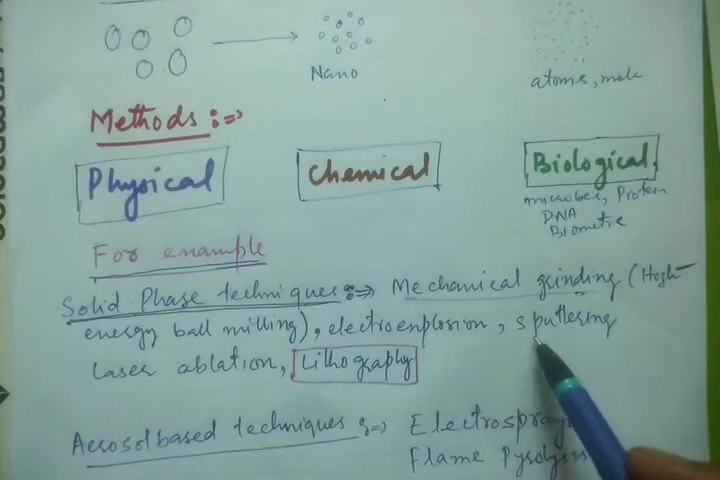 Nano
atoms, mole
Methods :⇒
Physical
Chemical
Biological
microbes, Protein
DNA
For example
Solid Phase techniques :⇒ Mechanical grinding (High-
energy ball milling), electroexplosion, sputtering
Laser ablation, Lithography
Aerosol based techniques :⇒ Electrospray
Flame Pyrolysis